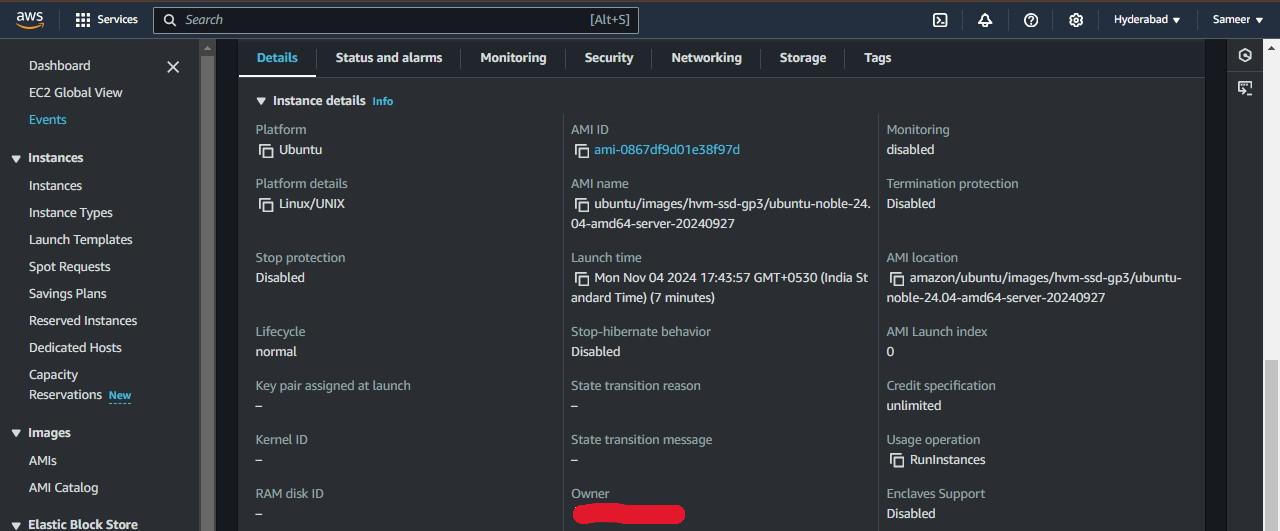 aws
Services
Search
[Alt+S]
Hyderabad
Sameer
Dashboard
EC2 Global View
Events
Instances
Instances
Instance Types
Launch Templates
Spot Requests
Savings Plans
Reserved Instances
Dedicated Hosts
Capacity
Reservations New
Images
AMIs
AMI Catalog
Elastic Block Store
Details
Status and alarms
Monitoring
Security
Networking
Storage
Tags
Instance details Info
Platform
Ubuntu
AMI ID
ami-0867df9d01e38f97d
Monitoring
disabled
Platform details
Linux/UNIX
AMI name
ubuntu/images/hvm-ssd-gp3/ubuntu-noble-24.
04-amd64-server-20240927
Termination protection
Disabled
Stop protection
Disabled
Launch time
Mon Nov 04 2024 17:43:57 GMT+0530 (India St
andard Time) (7 minutes)
AMI location
amazon/ubuntu/images/hvm-ssd-gp3/ubuntu-
noble-24.04-amd64-server-20240927
Lifecycle
normal
Stop-hibernate behavior
Disabled
AMI Launch index
0
Key pair assigned at launch
–
State transition reason
–
Credit specification
unlimited
Kernel ID
–
State transition message
–
Usage operation
RunInstances
RAM disk ID
–
Owner
Enclaves Support
Disabled